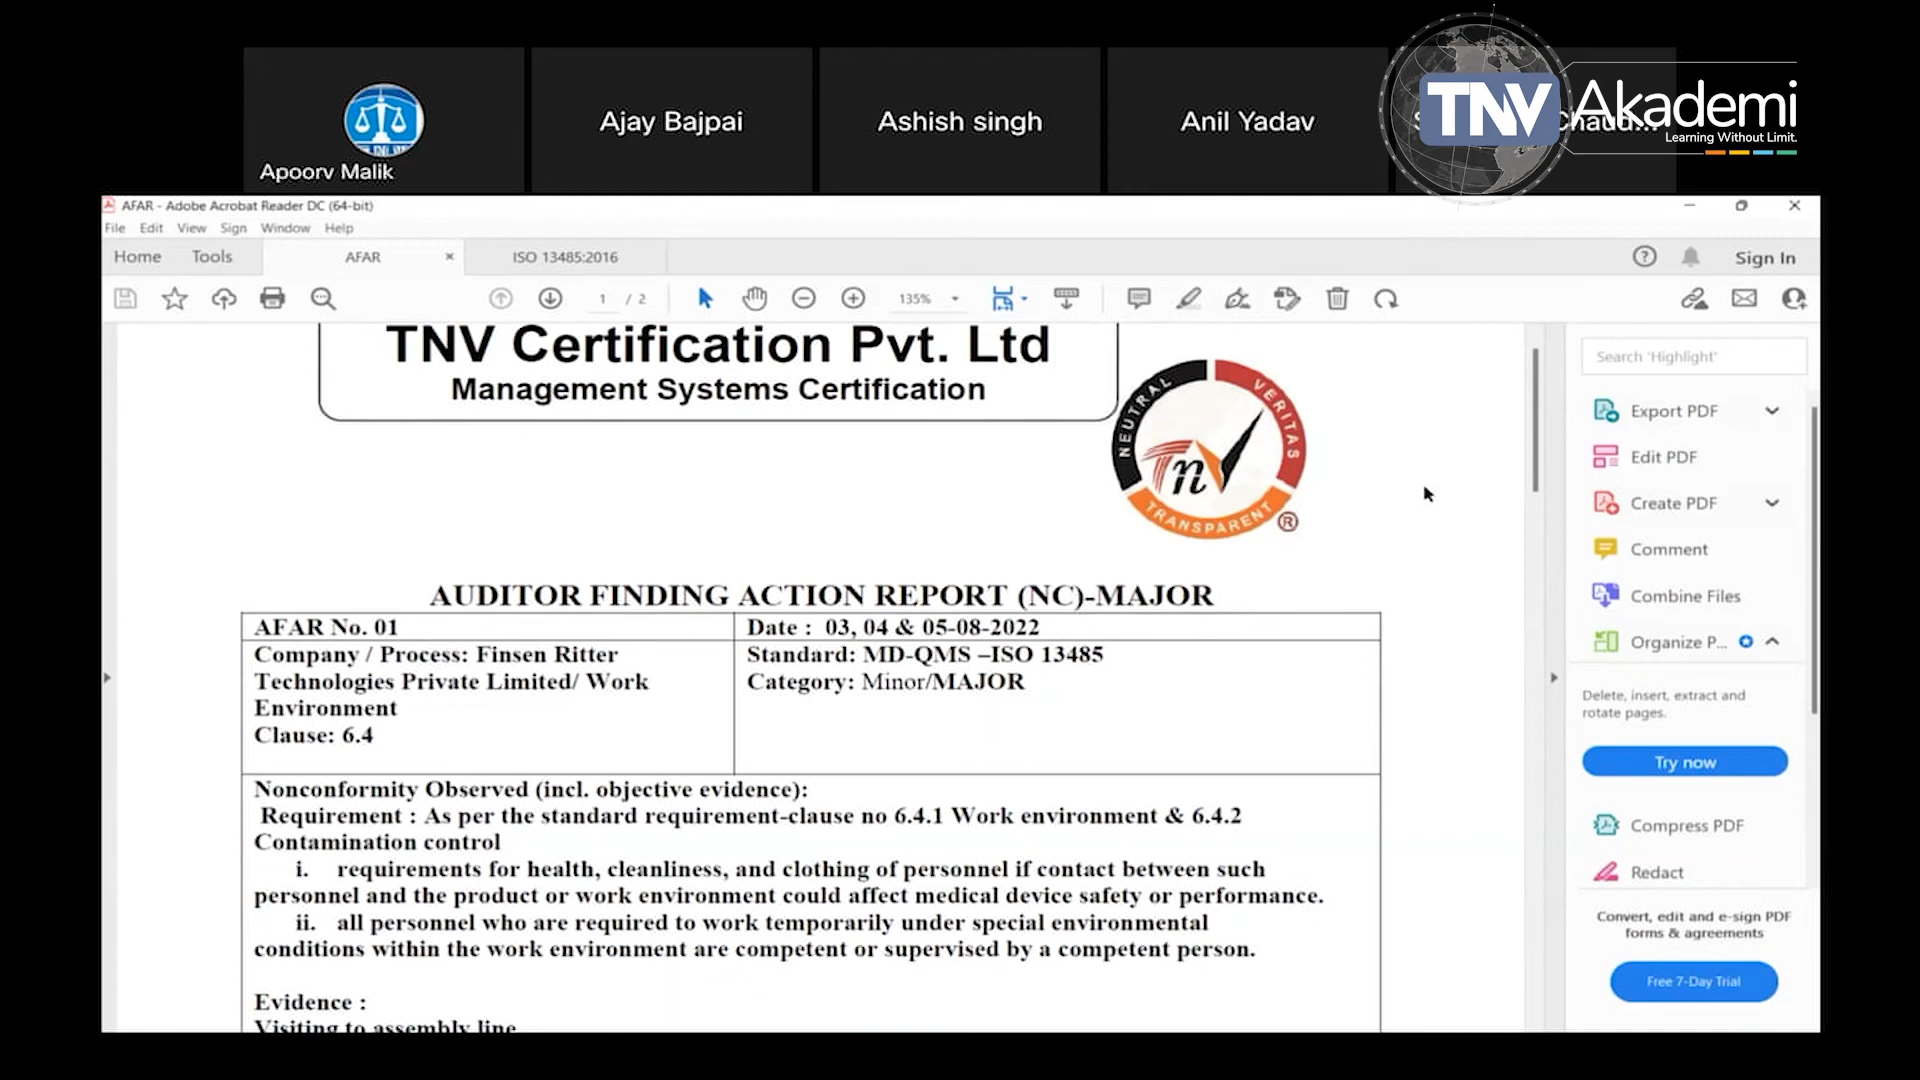 Apoorv Malik
Ajay Bajpai
Ashish singh
Anil Yadav
TNV Akademi
Learning Without Limit.
AFAR - Adobe Acrobat Reader DC (64-bit)
File Edit View Sign Window Help
Home Tools AFAR ISO 13485:2016 Sign In
1 / 2 135%
TNV Certification Pvt. Ltd
Management Systems Certification
NEUTRAL VERITAS
TNV
TRANSPARENT ®
AUDITOR FINDING ACTION REPORT (NC)-MAJOR
AFAR No. 01
Date : 03, 04 & 05-08-2022
Company / Process: Finsen Ritter
Technologies Private Limited/ Work
Environment
Clause: 6.4
Standard: MD-QMS –ISO 13485
Category: Minor/MAJOR
Nonconformity Observed (incl. objective evidence):
Requirement : As per the standard requirement-clause no 6.4.1 Work environment & 6.4.2
Contamination control
i. requirements for health, cleanliness, and clothing of personnel if contact between such
personnel and the product or work environment could affect medical device safety or performance.
ii. all personnel who are required to work temporarily under special environmental
conditions within the work environment are competent or supervised by a competent person.
Evidence :
Visiting to assembly line
Search 'Highlight'
Export PDF
Edit PDF
Create PDF
Comment
Combine Files
Organize P...
Delete, insert, extract and
rotate pages.
Try now
Compress PDF
Redact
Convert, edit and e-sign PDF
forms & agreements
Free 7-Day Trial